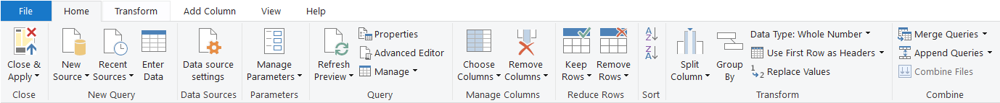 File Home Transform Add Column View Help
Close & Apply
New Source
Recent Sources
Enter Data
Data source settings
Manage Parameters
Refresh Preview
Properties
Advanced Editor
Manage
Choose Columns
Remove Columns
Keep Rows
Remove Rows
A Z
Z A
Split Column
Group By
Data Type: Whole Number
Use First Row as Headers
1 2 Replace Values
Merge Queries
Append Queries
Combine Files
Close New Query Data Sources Parameters Query Manage Columns Reduce Rows Sort Transform Combine